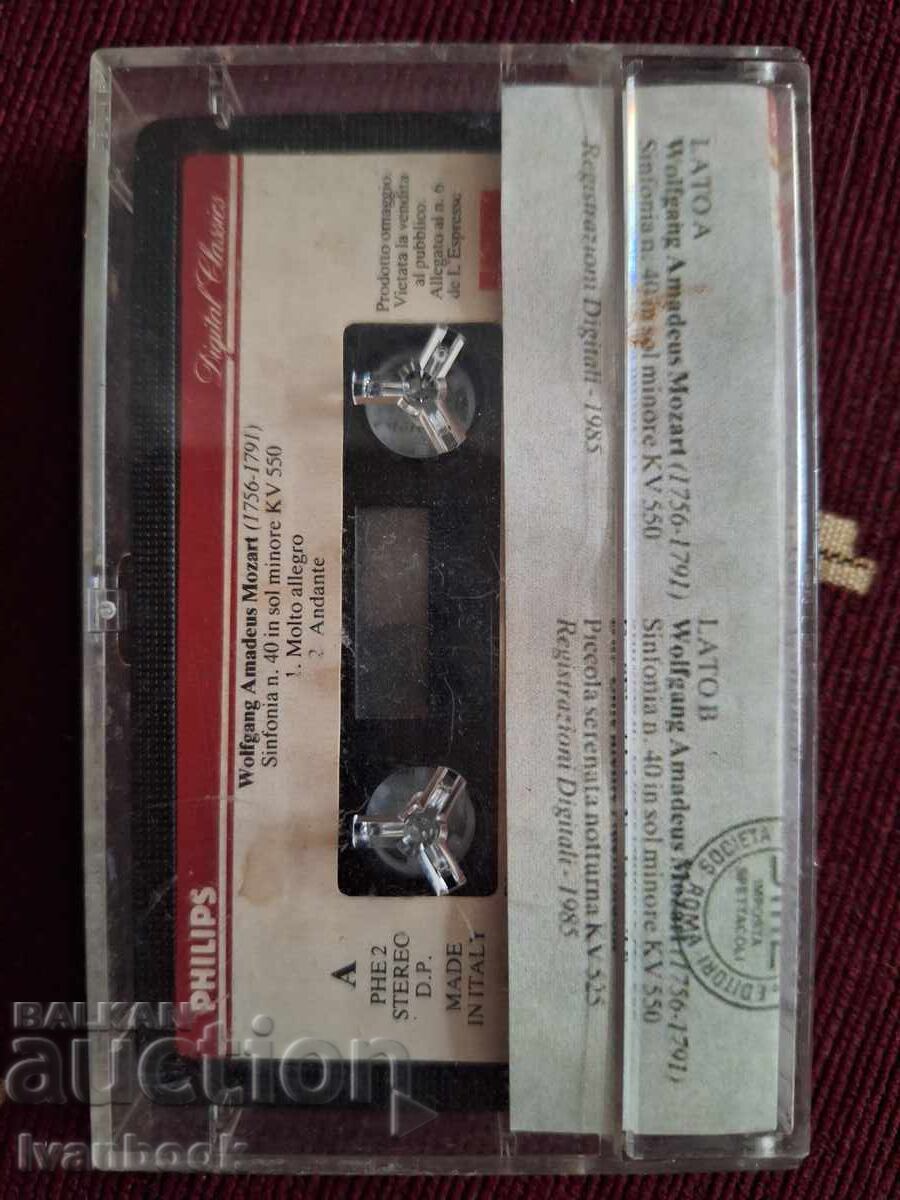 PHILIPS
Digital Classics
Wolfgang Amadeus Mozart (1756-1791)
Sinfonia n. 40 in sol minore KV 550
1. Molto allegro
2. Andante
A
PHE 2
STEREO
D.P.
MADE
IN ITALY
Prodotto omaggio.
Vietata la vendita
al pubblico.
Allegato al n. 6
de L'Espresso
LATO A
Wolfgang Amadeus Mozart (1756-1791)
Sinfonia n. 40 in sol minore KV 550
Registrazioni Digitali - 1985
LATO B
Wolfgang Amadeus Mozart (1756-1791)
Sinfonia n. 40 in sol minore KV 550
Piccola serenata notturna KV 525
Registrazioni Digitali - 1985
SOCIETÀ
EDITORI
ROMA
IMPOSTA
SPETTACOLI
BALKAN
auction
Ivanbook